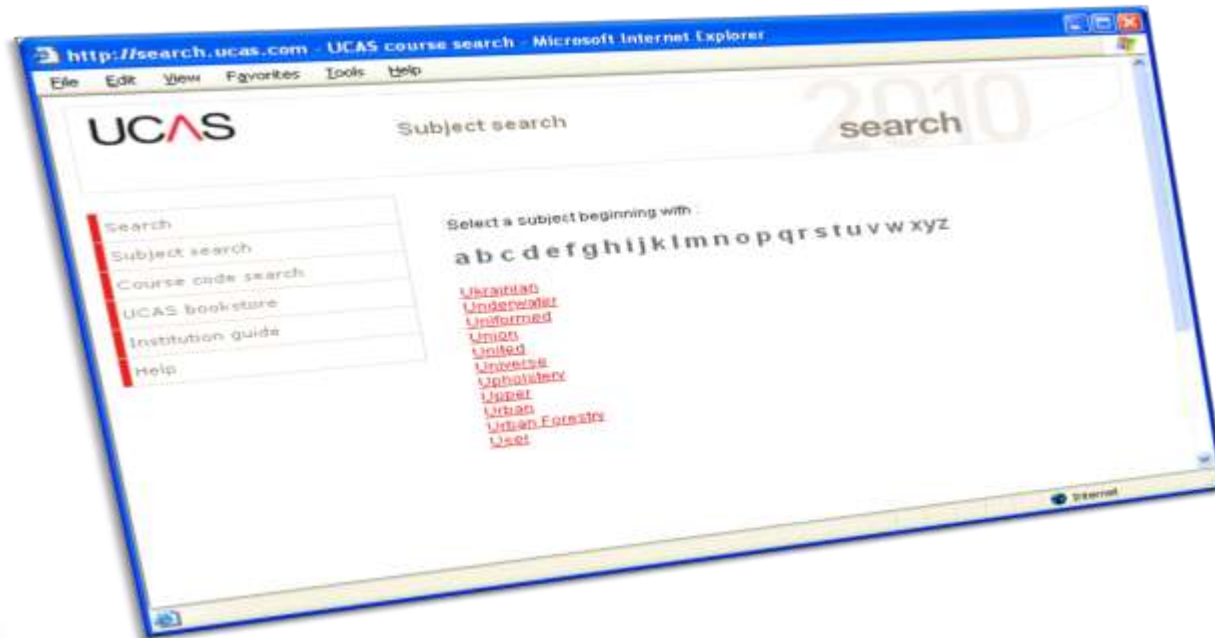 http://search.ucas.com - UCAS course search - Microsoft Internet Explorer
File Edit View Favorites Tools Help
UCAS
Subject search
2010
search
Search
Subject search
Course code search
UCAS bookstore
Institution guide
Help
Select a subject beginning with :
a b c d e f g h i j k l m n o p q r s t u v w xyz
Ukrainian
Underwater
Uniformed
Union
United
Universe
Upholstery
Upper
Urban
Urban Forestry
User
Internet